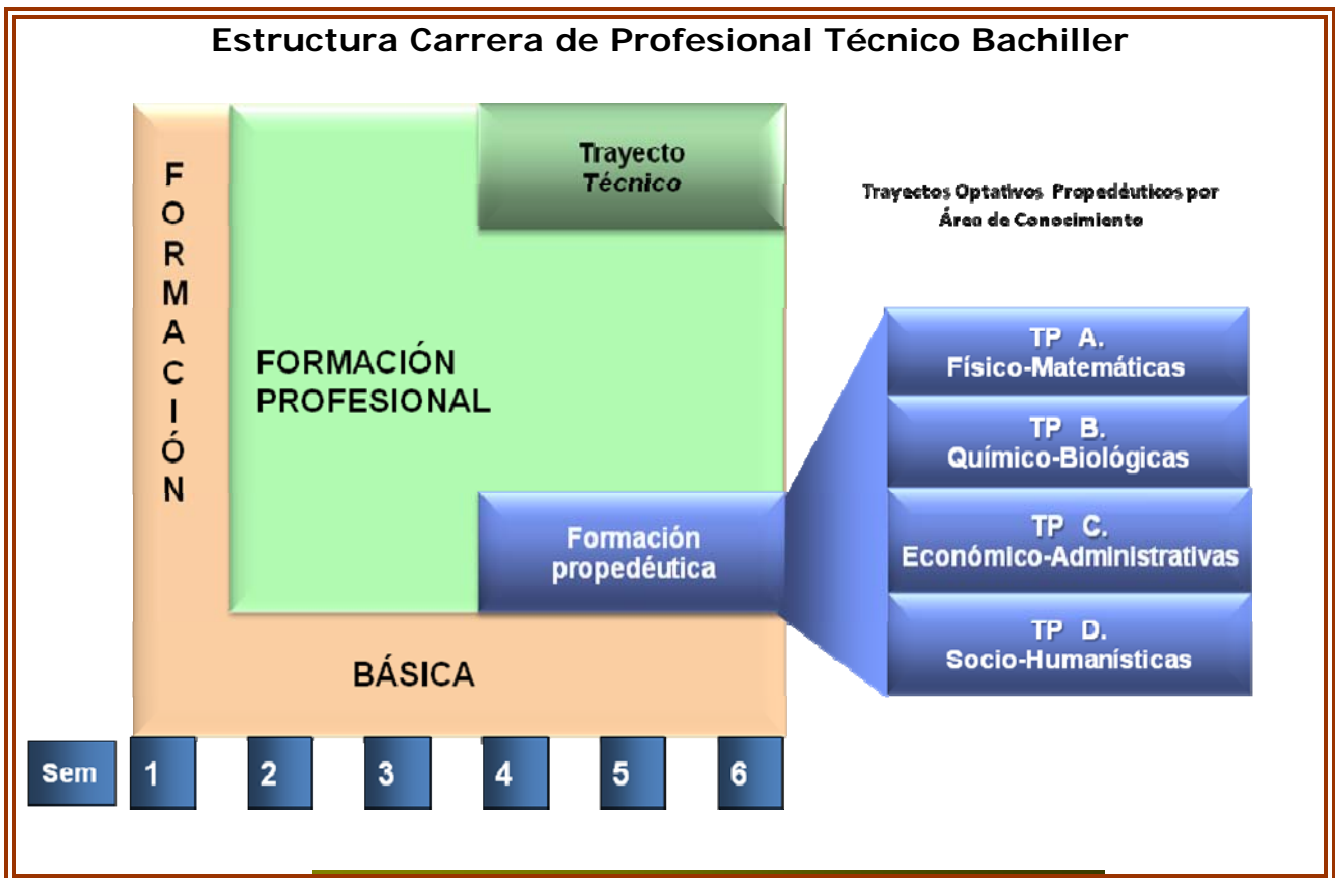 Estructura Carrera de Profesional Técnico Bachiller
FORMACIÓN
Trayecto
Técnico
Trayectos Optativos Propedéuticos por
Área de Conocimiento
FORMACIÓN
PROFESIONAL
TP A.
Físico-Matemáticas
TP B.
Químico-Biológicas
Formación
propedéutica
TP C.
Económico-Administrativas
TP D.
Socio-Humanísticas
BÁSICA
Sem 1 2 3 4 5 6